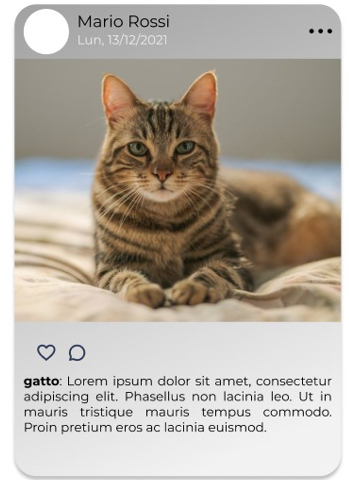 Mario Rossi
Lun, 13/12/2021
gatto: Lorem ipsum dolor sit amet, consectetur
adipiscing elit. Phasellus non lacinia leo. Ut in
mauris tristique mauris tempus commodo.
Proin pretium eros ac lacinia euismod.